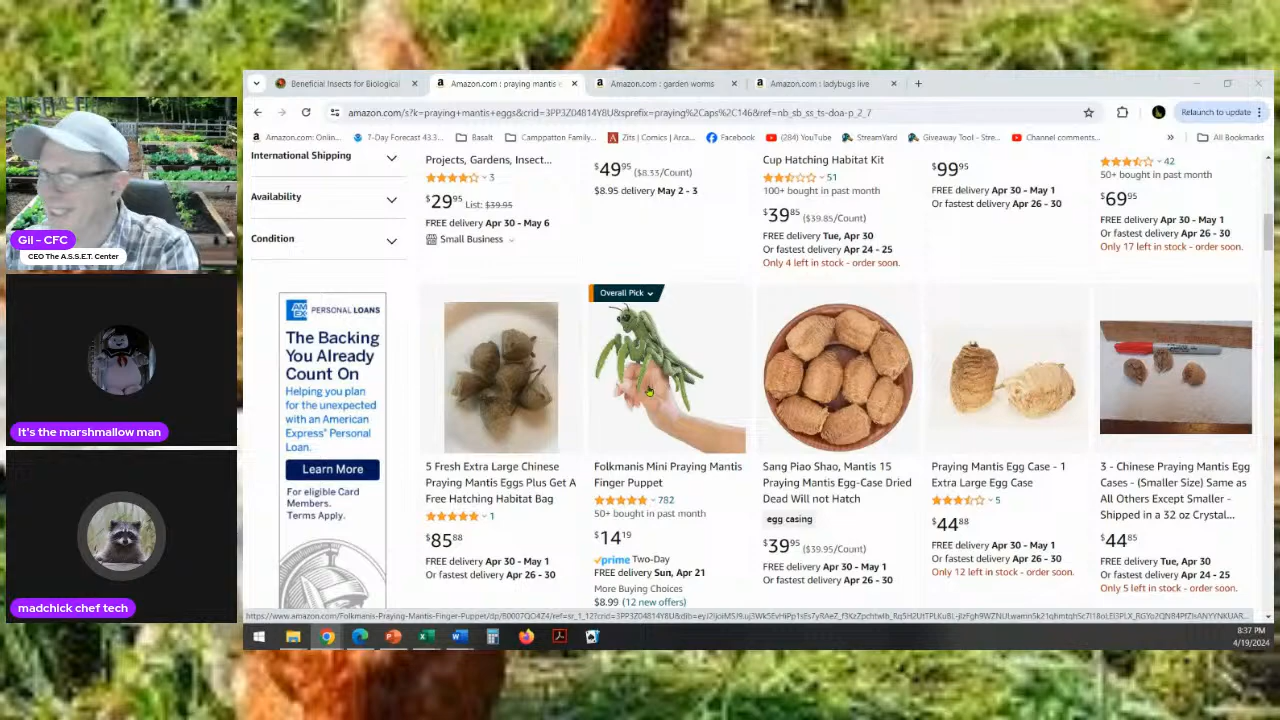 Beneficial Insects for Biological
Amazon.com : praying mantis e
Amazon.com : garden worms
Amazon.com : ladybugs live
amazon.com/s?k=praying+mantis+eggs&crid=3PP3Z04814Y8U&sprefix=praying%2Caps%2C146&ref=nb_sb_ss_ts-doa-p_2_7
Relaunch to update
Amazon.com: Onlin...
7-Day Forecast 43.3...
Basalt
Camppatton Family...
Zits | Comics | Arca...
Facebook
(284) YouTube
StreamYard
Giveaway Tool - Stre...
Channel comments...
All Bookmarks
International Shipping
Availability
Condition
Projects, Gardens, Insect...
3
$29.95 List: $39.95
FREE delivery Apr 30 - May 6
Small Business
$49.95 ($8.33/Count)
$8.95 delivery May 2 - 3
Cup Hatching Habitat Kit
51
100+ bought in past month
$39.85 ($39.85/Count)
FREE delivery Tue, Apr 30
Or fastest delivery Apr 24 - 25
Only 4 left in stock - order soon.
$99.95
FREE delivery Apr 30 - May 1
Or fastest delivery Apr 26 - 30
42
50+ bought in past month
$69.95
FREE delivery Apr 30 - May 1
Or fastest delivery Apr 26 - 30
Only 17 left in stock - order soon.
AM EX
PERSONAL LOANS
The Backing
You Already
Count On
Helping you plan
for the unexpected
with an American
Express® Personal
Loan.
Learn More
For eligible Card
Members.
Terms Apply.
5 Fresh Extra Large Chinese
Praying Mantis Eggs Plus Get A
Free Hatching Habitat Bag
1
$85.88
FREE delivery Apr 30 - May 1
Or fastest delivery Apr 26 - 30
Overall Pick
Folkmanis Mini Praying Mantis
Finger Puppet
782
50+ bought in past month
$14.19
prime Two-Day
FREE delivery Sun, Apr 21
More Buying Choices
$8.99 (12 new offers)
Sang Piao Shao, Mantis 15
Praying Mantis Egg-Case Dried
Dead Will not Hatch
egg casing
$39.95 ($39.95/Count)
FREE delivery Apr 30 - May 1
Or fastest delivery Apr 26 - 30
Praying Mantis Egg Case - 1
Extra Large Egg Case
5
$44.88
FREE delivery Apr 30 - May 1
Or fastest delivery Apr 26 - 30
Only 12 left in stock - order soon.
3 - Chinese Praying Mantis Egg
Cases - (Smaller Size) Same as
All Others Except Smaller -
Shipped in a 32 oz Crystal...
$44.85
FREE delivery Tue, Apr 30
Or fastest delivery Apr 24 - 25
Only 5 left in stock - order soon.
8:37 PM
4/19/2024
Gil - CFC
CEO The A.S.S.E.T. Center
It's the marshmallow man
madchick chef tech